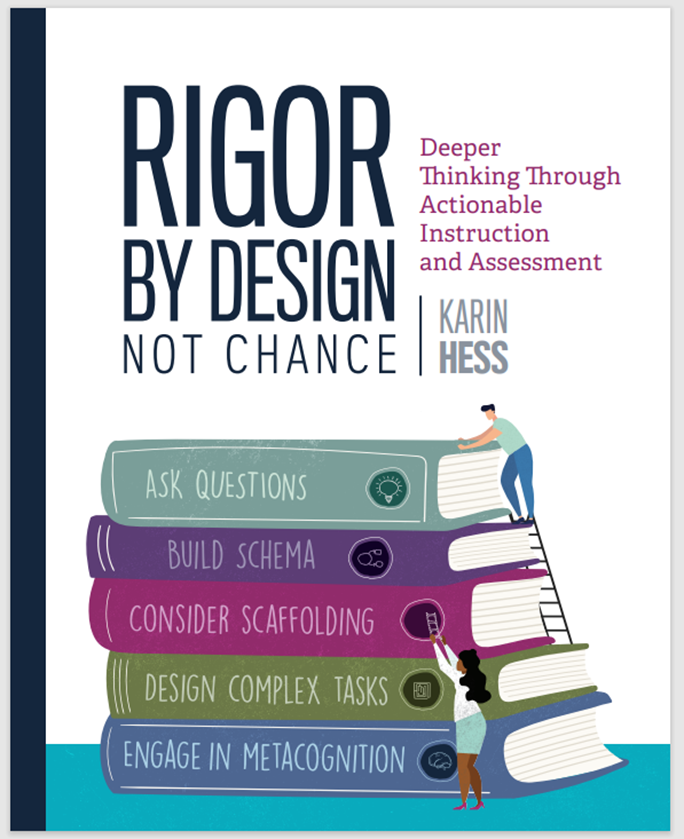 RIGOR
BY DESIGN
NOT CHANCE
Deeper
Thinking Through
Actionable
Instruction
and Assessment
KARIN
HESS
ASK QUESTIONS
BUILD SCHEMA
CONSIDER SCAFFOLDING
DESIGN COMPLEX TASKS
ENGAGE IN METACOGNITION